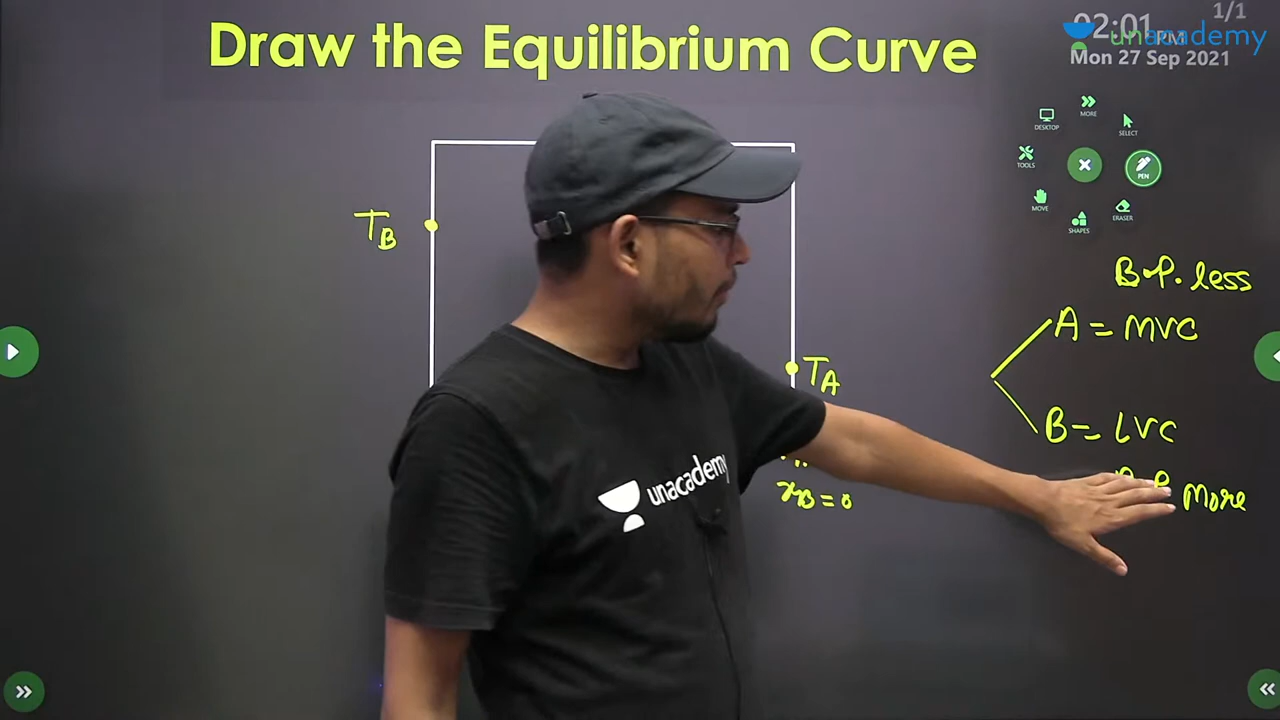 Draw the Equilibrium Curve
1/1
02:01 PM
unacademy
Mon 27 Sep 2021
MORE
DESKTOP
SELECT
TOOLS
PEN
MOVE
ERASER
SHAPES
T_B
B.P. less
A = MVC
T_A
B = LVC
More
x_B = 0
unacademy